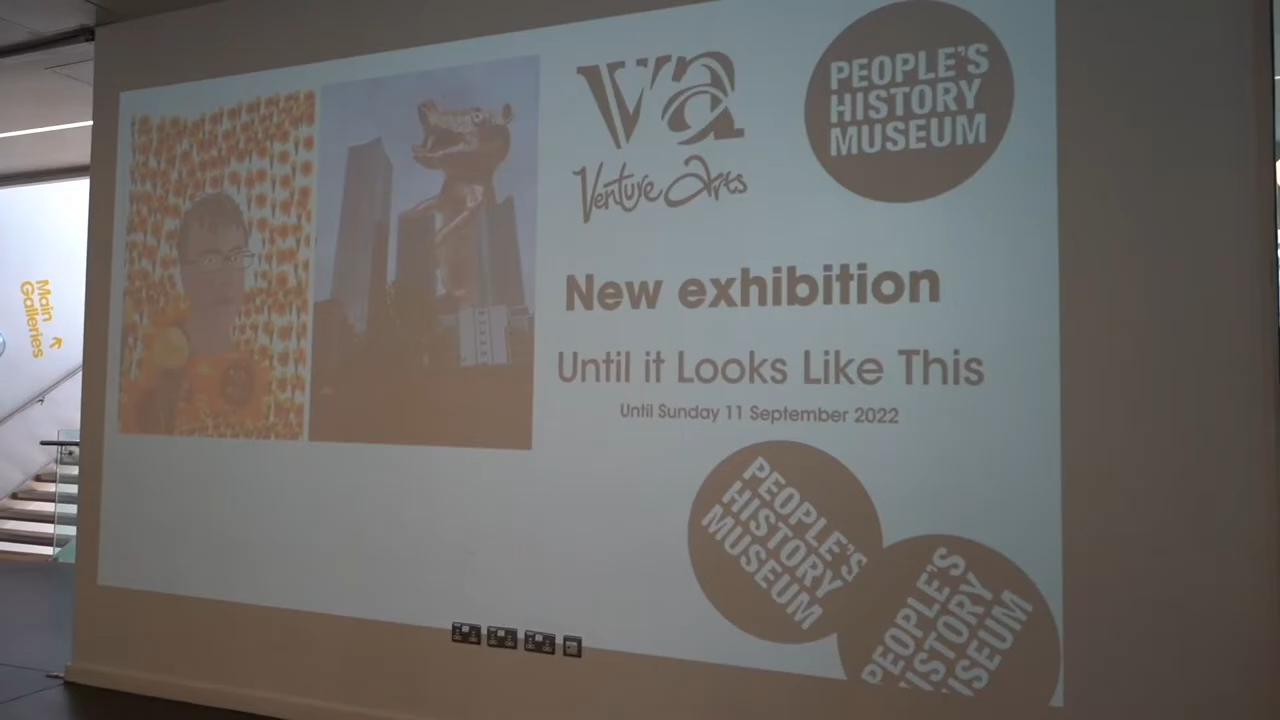 va
Venture Arts
PEOPLE'S
HISTORY
MUSEUM
New exhibition
Until it Looks Like This
Until Sunday 11 September 2022
PEOPLE'S
HISTORY
MUSEUM
PEOPLE'S
HISTORY
MUSEUM
Main
Galleries